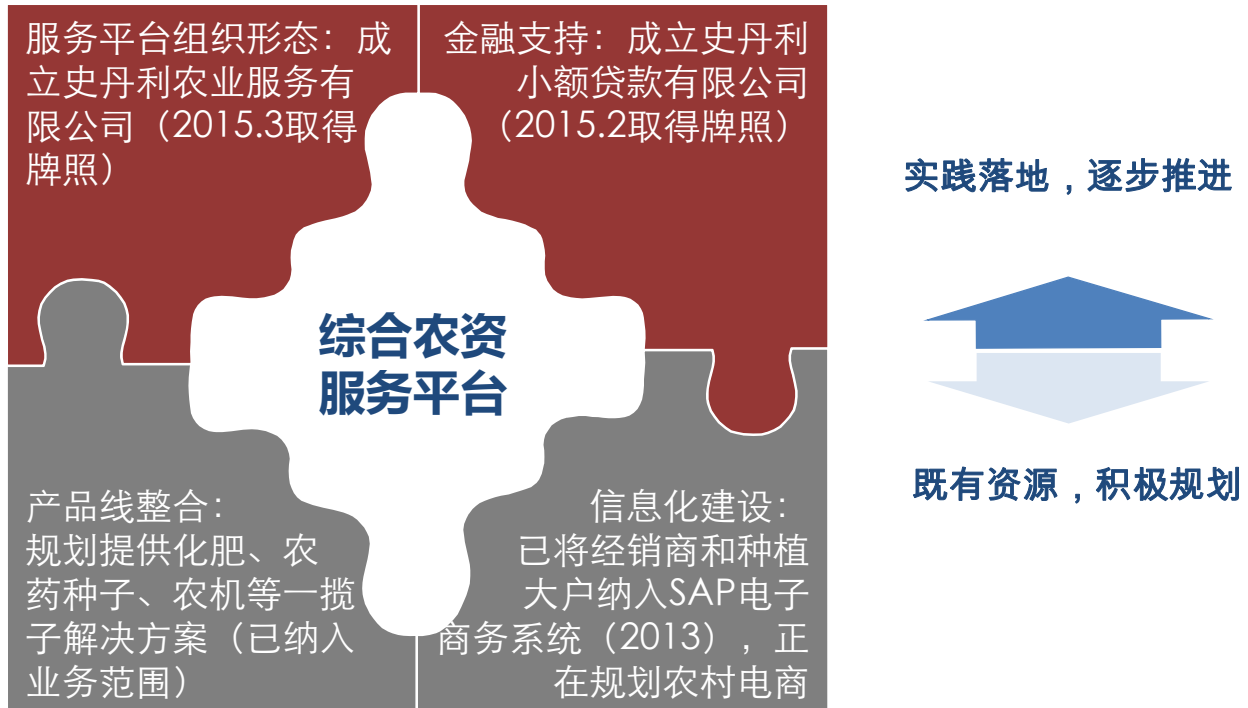 服务平台组织形态：成
立史丹利农业服务有
限公司（2015.3取得
牌照）
金融支持：成立史丹利
小额贷款有限公司
（2015.2取得牌照）
实践落地，逐步推进
综合农资
服务平台
既有资源，积极规划
产品线整合：
规划提供化肥、农
药种子、农机等一揽
子解决方案（已纳入
业务范围）
信息化建设：
已将经销商和种植
大户纳入SAP电子
商务系统（2013），正
在规划农村电商